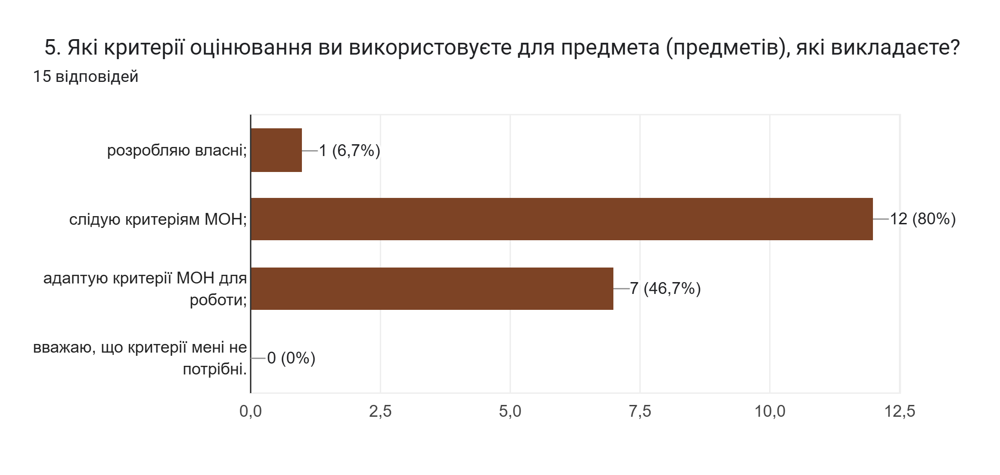 5. Які критерії оцінювання ви використовуєте для предмета (предметів), які викладаєте?
15 відповідей
розробляю власні;
1 (6,7%)
слідую критеріям МОН;
12 (80%)
адаптую критерії МОН для
роботи;
7 (46,7%)
вважаю, що критерії мені не
потрібні.
0 (0%)
0,0 2,5 5,0 7,5 10,0 12,5